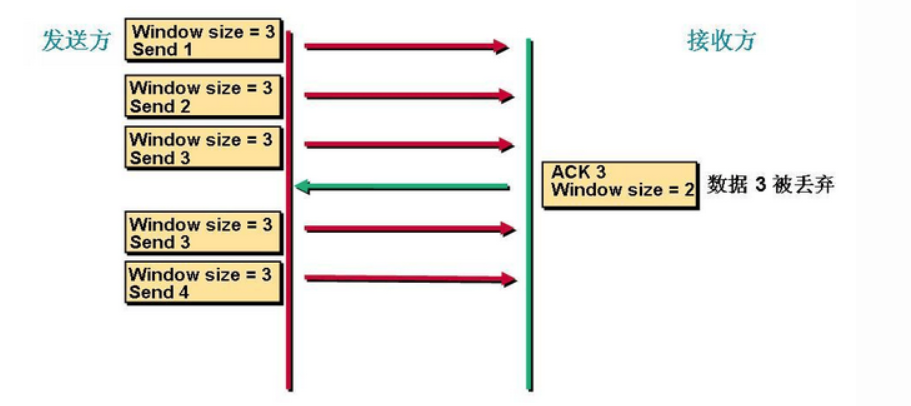 发送方
Window size = 3
Send 1
接收方
Window size = 3
Send 2
Window size = 3
Send 3
ACK 3
Window size = 2
数据 3 被丢弃
Window size = 3
Send 3
Window size = 3
Send 4